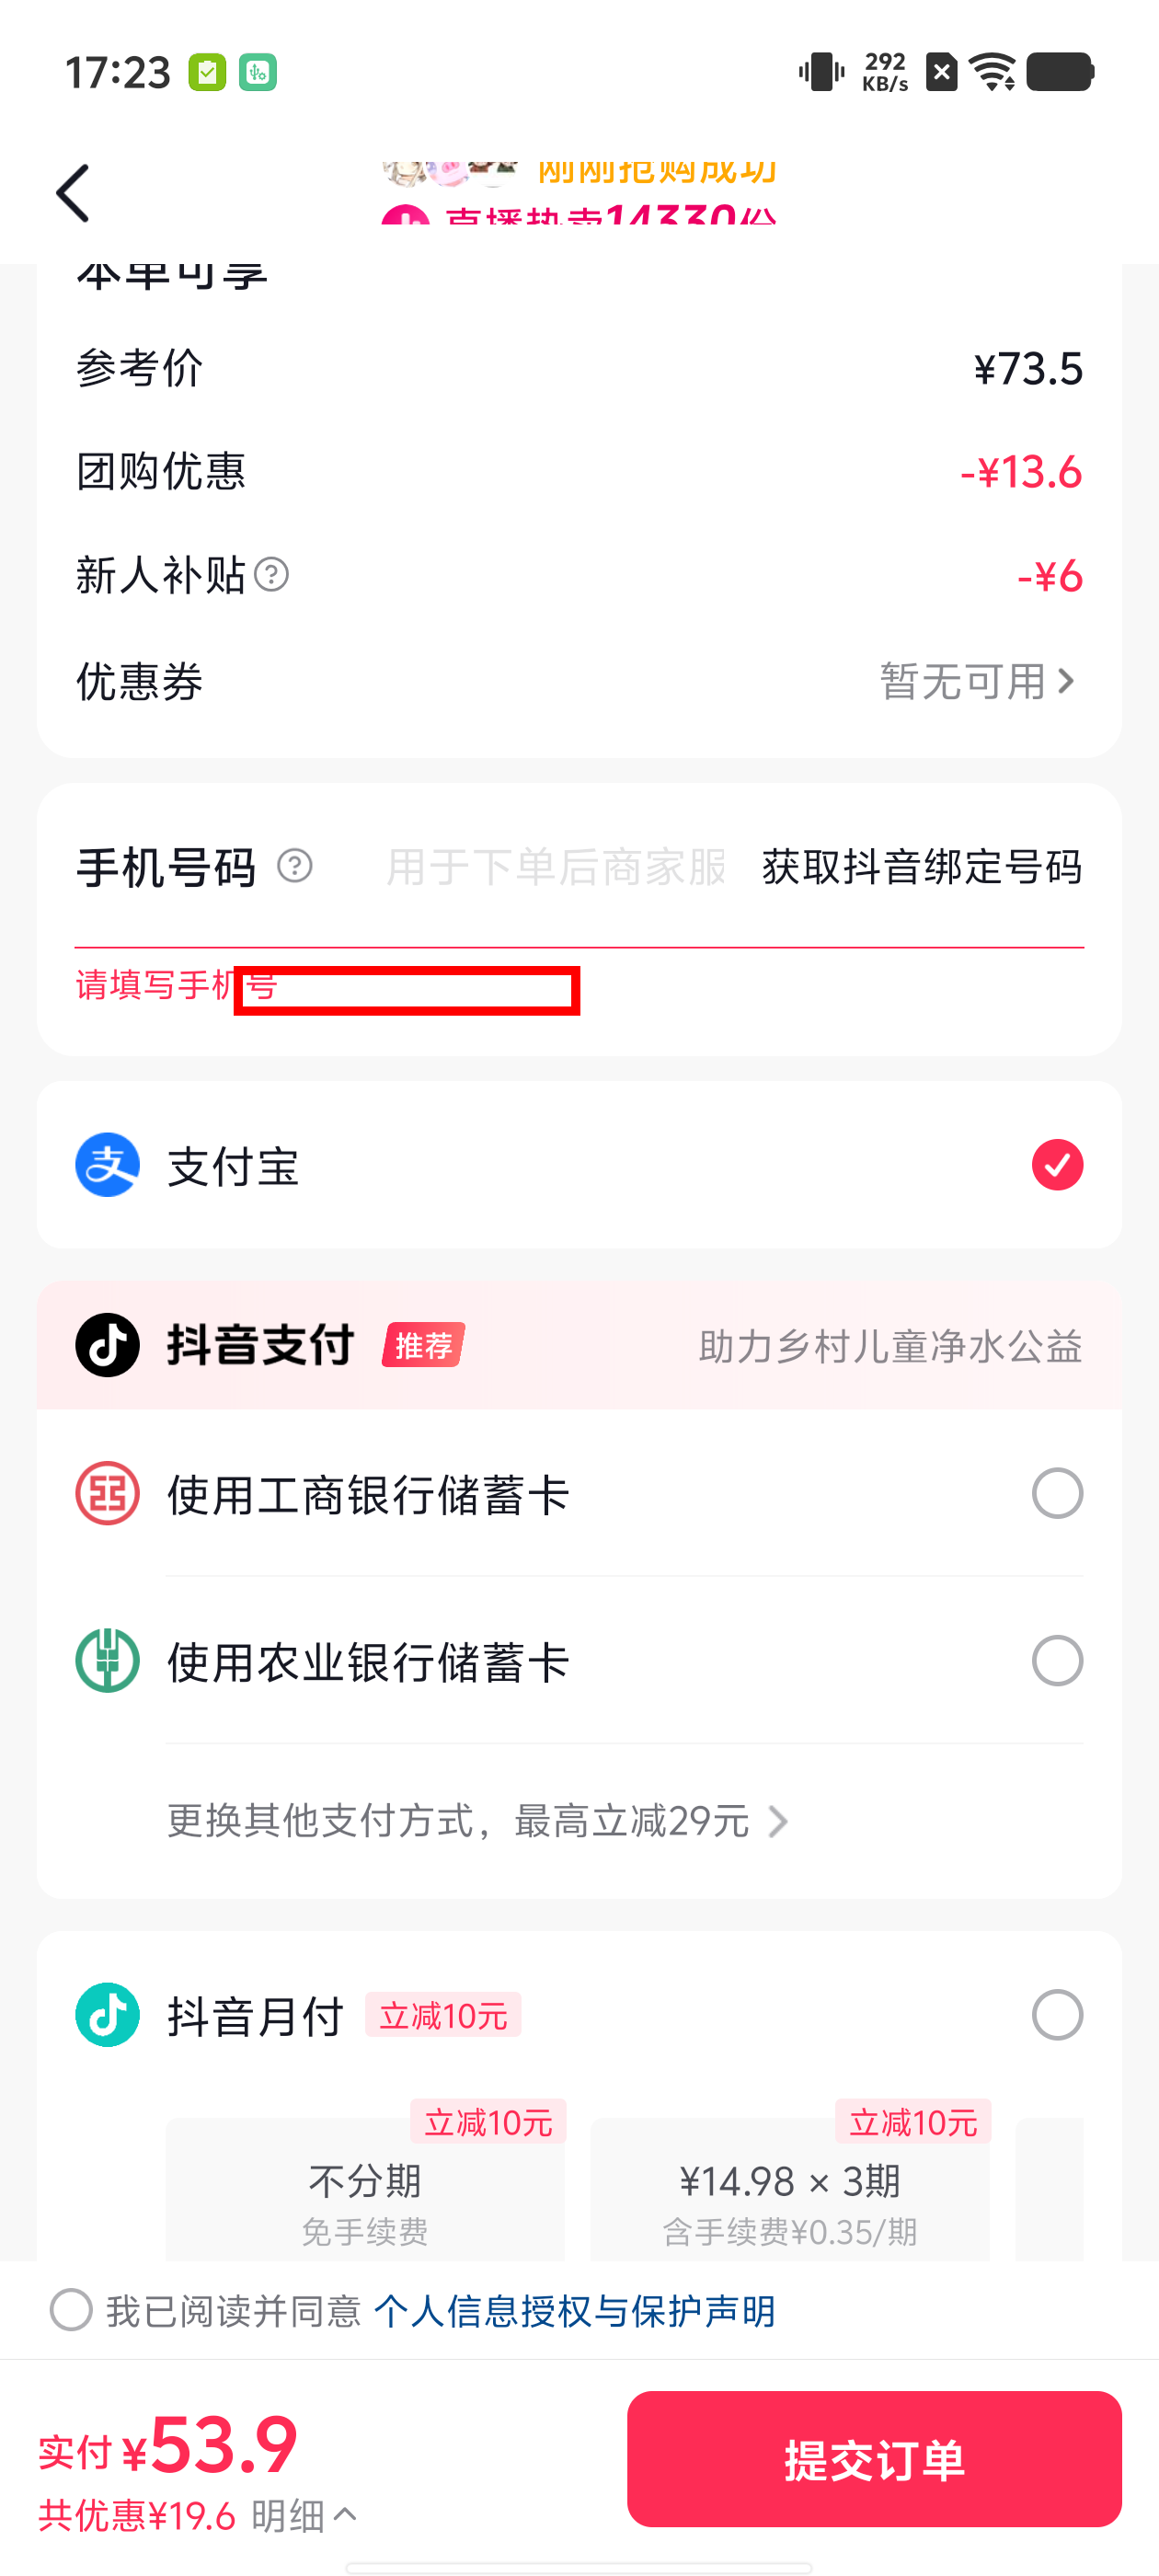 17:23
292
KB/s
刚刚抢购成功
直播热卖14330份
本单可享
参考价 ¥73.5
团购优惠 -¥13.6
新人补贴 -¥6
优惠券 暂无可用
手机号码 用于下单后商家服 获取抖音绑定号码
请填写手机号
支付宝
抖音支付 推荐 助力乡村儿童净水公益
使用工商银行储蓄卡
使用农业银行储蓄卡
更换其他支付方式，最高立减29元
抖音月付 立减10元
立减10元 立减10元
不分期 ¥14.98 × 3期
免手续费 含手续费¥0.35/期
我已阅读并同意 个人信息授权与保护声明
实付 ¥53.9
提交订单
共优惠¥19.6 明细